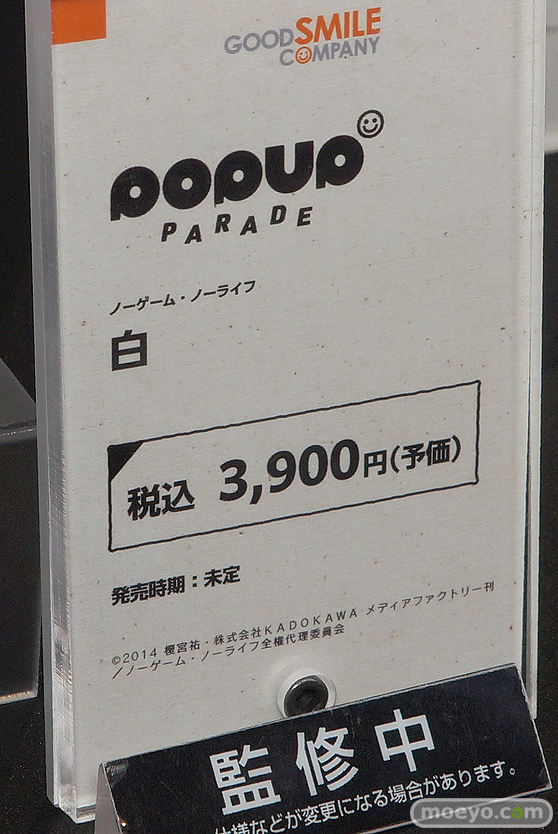 GOOD SMILE
COMPANY
POPUP
PARADE
ノーゲーム・ノーライフ
白
税込 3,900円(予価)
発売時期：未定
©2014 榎宮祐・株式会社KADOKAWA メディアファクトリー刊
/ノーゲーム・ノーライフ全権代理委員会
監修中
仕様などが変更になる場合があります。
moeyo.com